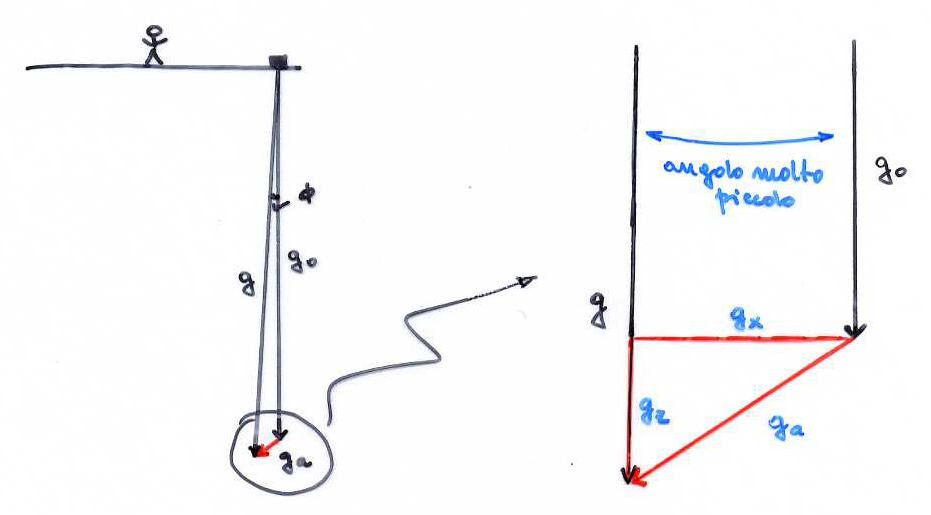 ϕ
g
g₀
gₐ
angolo molto
piccolo
g₀
g
gₓ
g_z
gₐ